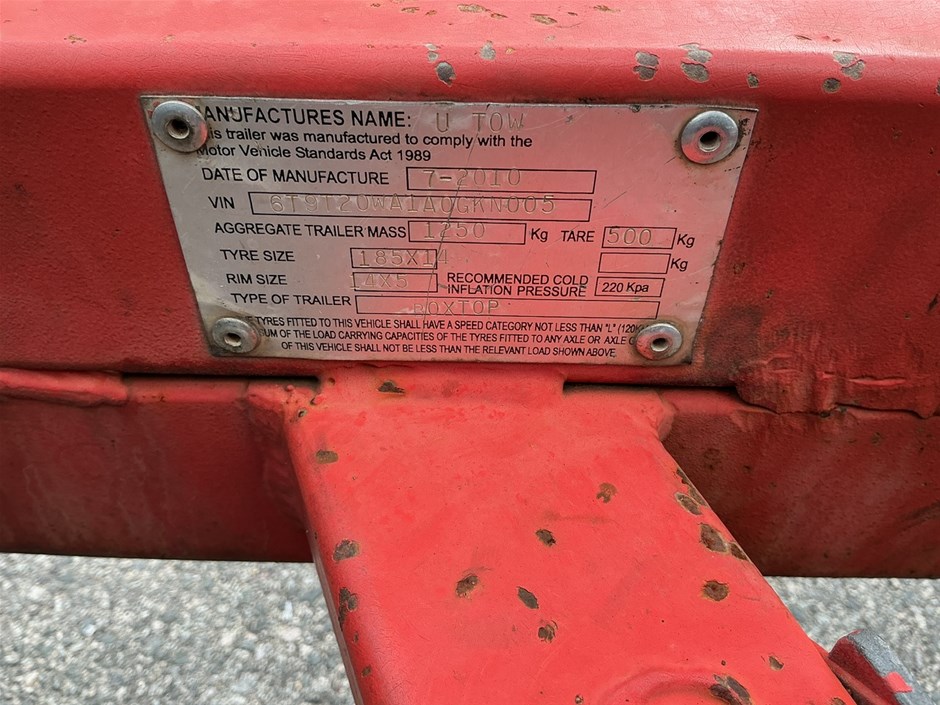 MANUFACTURES NAME: U TOW
is trailer was manufactured to comply with the
Motor Vehicle Standards Act 1989
DATE OF MANUFACTURE 7-2010
VIN 6T9T20WA1A0GKN005
AGGREGATE TRAILER MASS 1250 Kg TARE 500 Kg
TYRE SIZE 185X14 Kg
RIM SIZE 14X5 RECOMMENDED COLD INFLATION PRESSURE 220 Kpa
TYPE OF TRAILER BOXTOP
TYRES FITTED TO THIS VEHICLE SHALL HAVE A SPEED CATEGORY NOT LESS THAN "L" (120K
UM OF THE LOAD CARRYING CAPACITIES OF THE TYRES FITTED TO ANY AXLE OR AXLE G
OF THIS VEHICLE SHALL NOT BE LESS THAN THE RELEVANT LOAD SHOWN ABOVE.